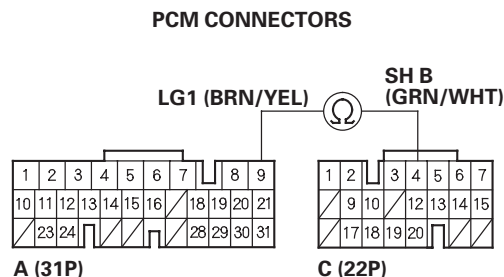 PCM CONNECTORS
SH B
LG1 (BRN/YEL) Ω (GRN/WHT)
1 2 3 4 5 6 7 8 9
10 11 12 13 14 15 16 18 19 20 21
23 24 28 29 30 31
A (31P)
1 2 3 4 5 6 7
9 10 12 13 14 15
17 18 19 20 22
C (22P)